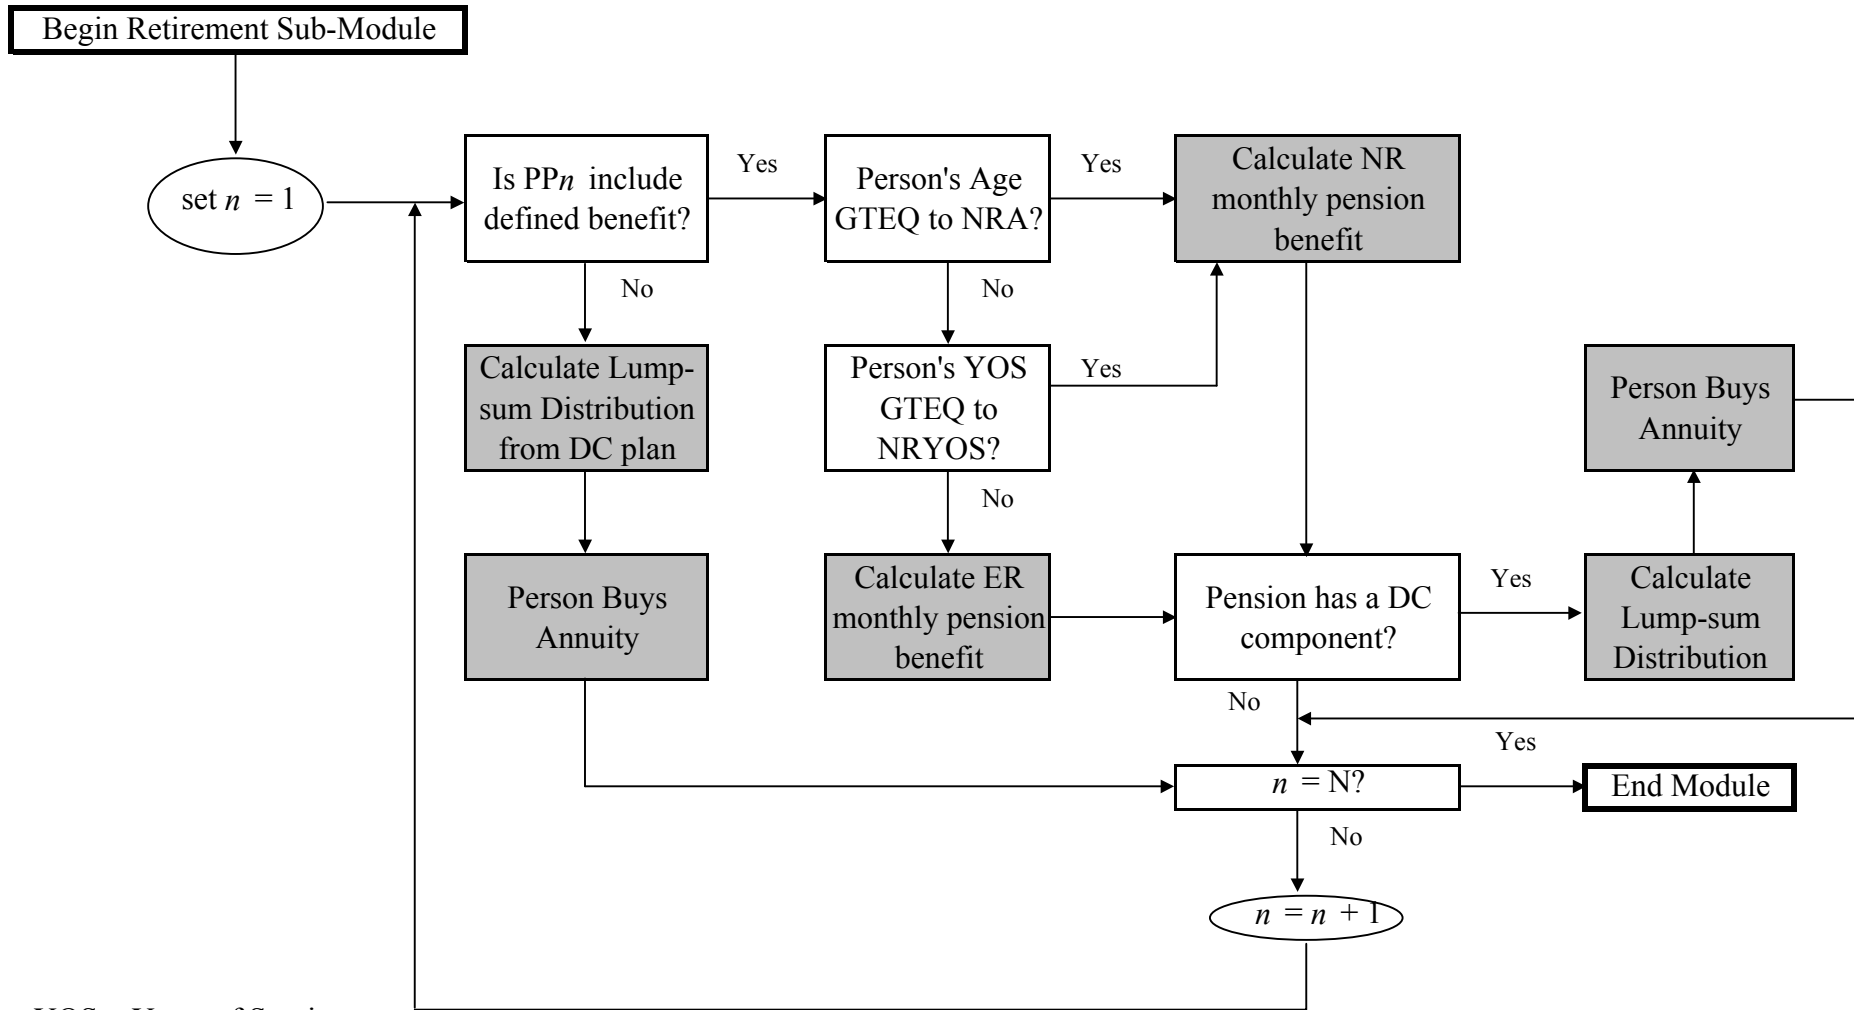 Begin Retirement Sub-Module
set n = 1
Is PPn include
defined benefit?
Yes
Person's Age
GTEQ to NRA?
Yes
Calculate NR
monthly pension
benefit
No
No
Calculate Lump-
sum Distribution
from DC plan
Person's YOS
GTEQ to
NRYOS?
Yes
Person Buys
Annuity
No
Person Buys
Annuity
Calculate ER
monthly pension
benefit
Pension has a DC
component?
Yes
Calculate
Lump-sum
Distribution
No
Yes
n = N?
End Module
No
n = n + 1